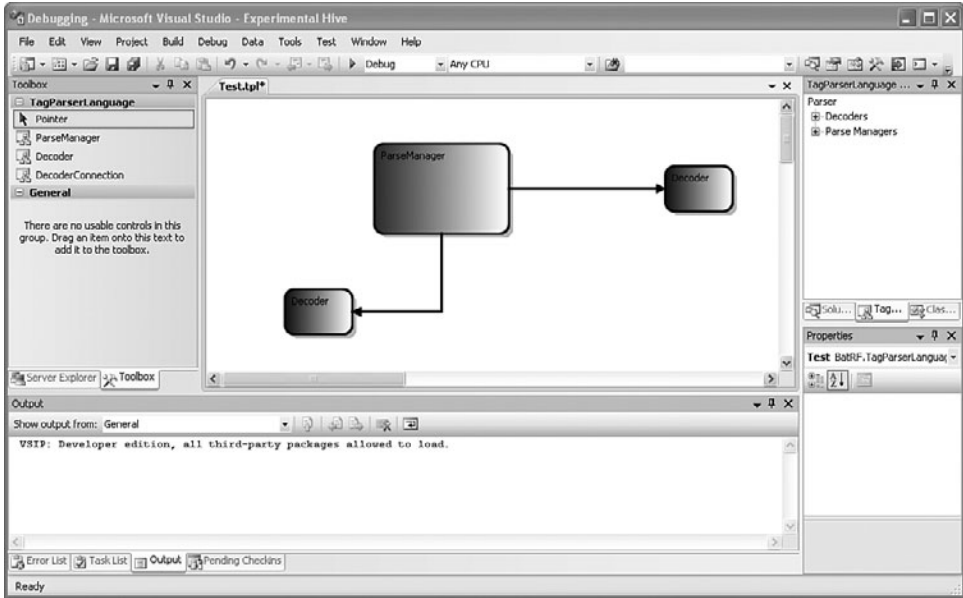 Debugging - Microsoft Visual Studio - Experimental Hive
File Edit View Project Build Debug Data Tools Test Window Help
Debug Any CPU
Toolbox
TagParserLanguage
Pointer
ParseManager
Decoder
DecoderConnection
General
There are no usable controls in this
group. Drag an item onto this text to
add it to the toolbox.
Server Explorer Toolbox
Test.tpl*
ParseManager
Decoder
Decoder
TagParserLanguage ...
Parser
Decoders
Parse Managers
Solu... Tag... Clas...
Properties
Test BatRF.TagParserLanguag
Output
Show output from: General
VSIP: Developer edition, all third-party packages allowed to load.
Error List Task List Output Pending Checkins
Ready